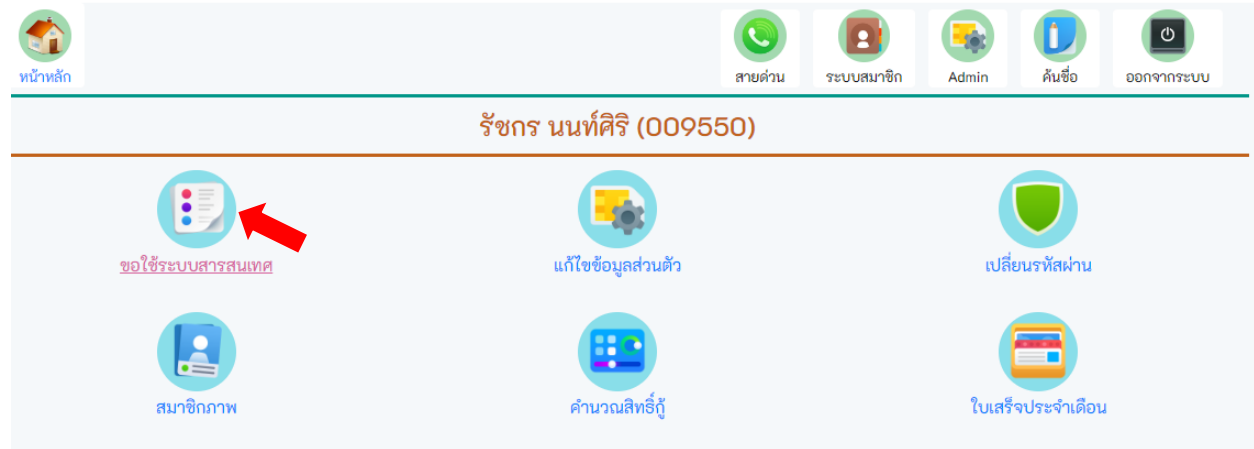 หน้าหลัก
สายด่วน
ระบบสมาชิก
Admin
ค้นชื่อ
ออกจากระบบ
รัชกร นนท์ศิริ (009550)
ขอใช้ระบบสารสนเทศ
แก้ไขข้อมูลส่วนตัว
เปลี่ยนรหัสผ่าน
สมาชิกภาพ
คำนวณสิทธิ์กู้
ใบเสร็จประจำเดือน